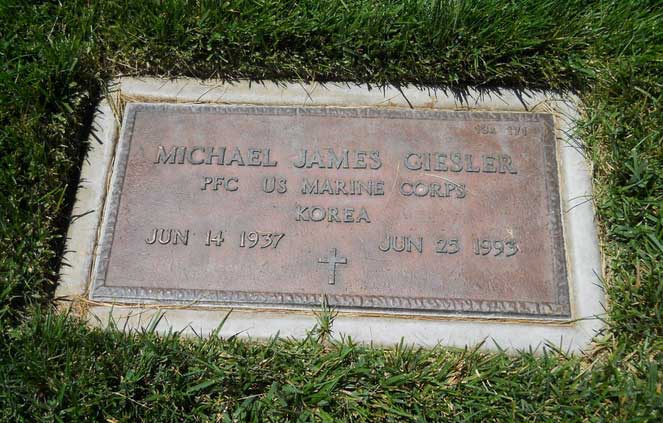 MICHAEL JAMES GIESLER
PFC US MARINE CORPS
KOREA
JUN 14 1937 JUN 25 1993